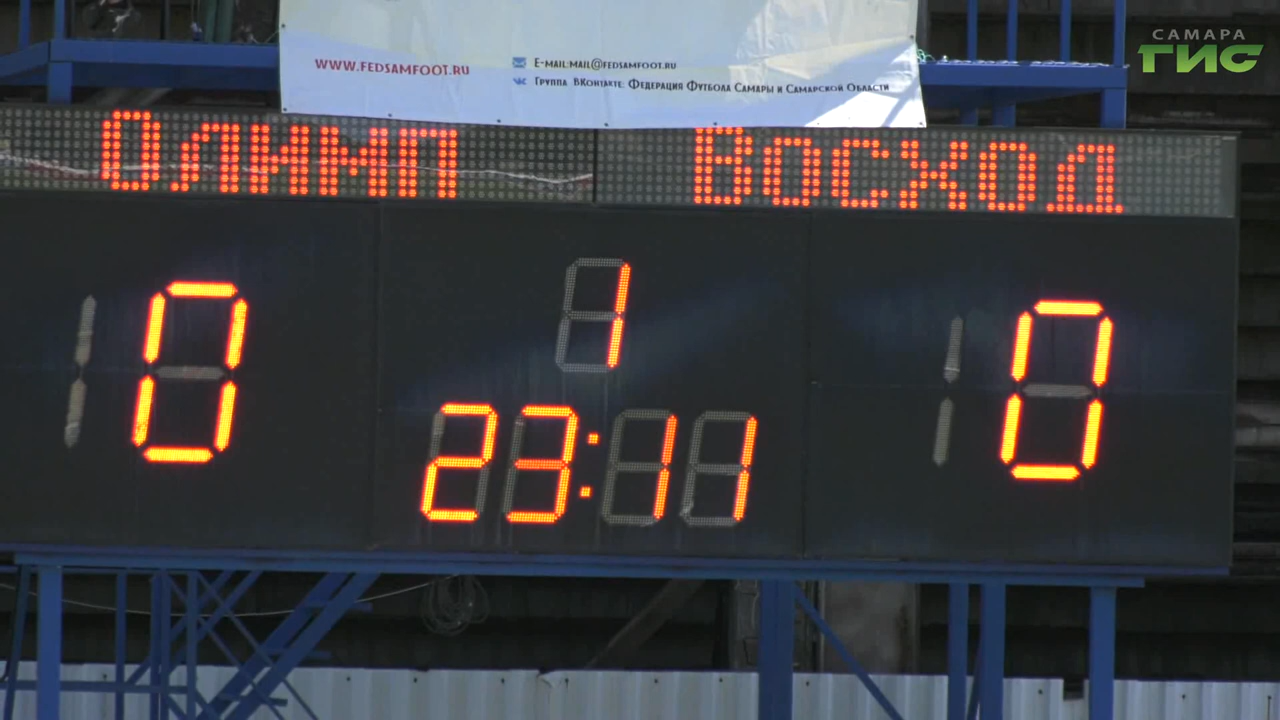 WWW.FEDSAMFOOT.RU
E-MAIL:MAIL@FEDSAMFOOT.RU
ГРУППА ВКОНТАКТЕ: ФЕДЕРАЦИЯ ФУТБОЛА САМАРЫ И САМАРСКОЙ ОБЛАСТИ
САМАРА
ГИС
ОЛИМП ВОСХОД
1
0 0
23:11